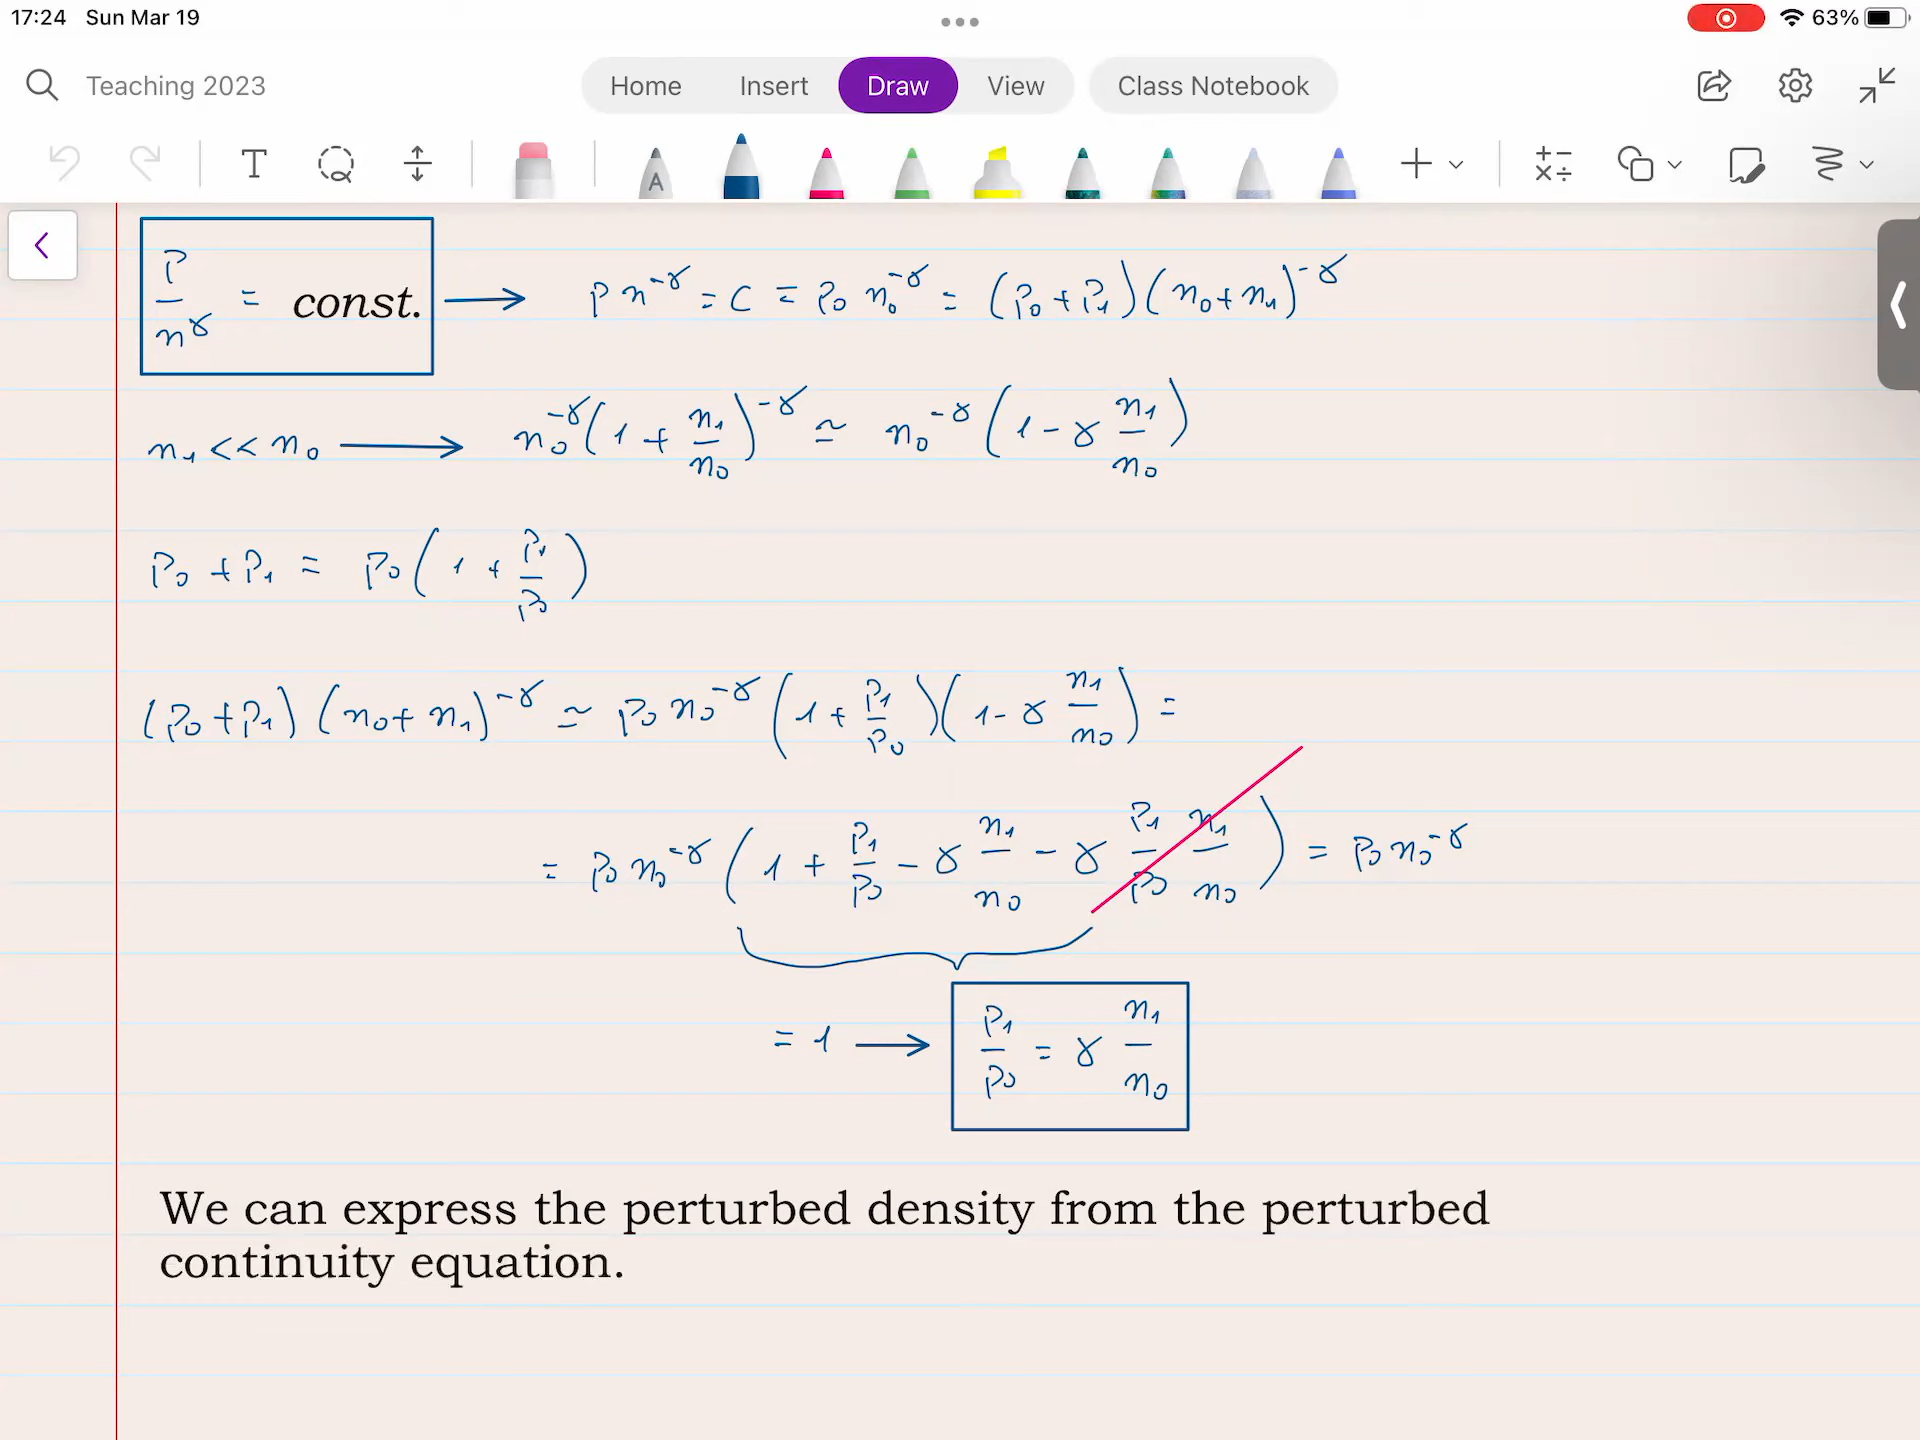 17:24 Sun Mar 19
63%
Teaching 2023
Home Insert Draw View Class Notebook
T
A
p/n^γ = const. → p n^-γ = C = p₀ n₀^-γ = (p₀ + p₁)(n₀ + n₁)^-γ
n₁ << n₀ → n₀^-γ (1 + n₁/n₀)^-γ ≃ n₀^-γ (1 - γ n₁/n₀)
p₀ + p₁ = p₀ (1 + p₁/p₀)
(p₀ + p₁)(n₀ + n₁)^-γ ≃ p₀ n₀^-γ (1 + p₁/p₀)(1 - γ n₁/n₀) =
= p₀ n₀^-γ (1 + p₁/p₀ - γ n₁/n₀ - γ p₁/p₀ n₁/n₀) = p₀ n₀^-γ
= 1 → p₁/p₀ = γ n₁/n₀
We can express the perturbed density from the perturbed
continuity equation.